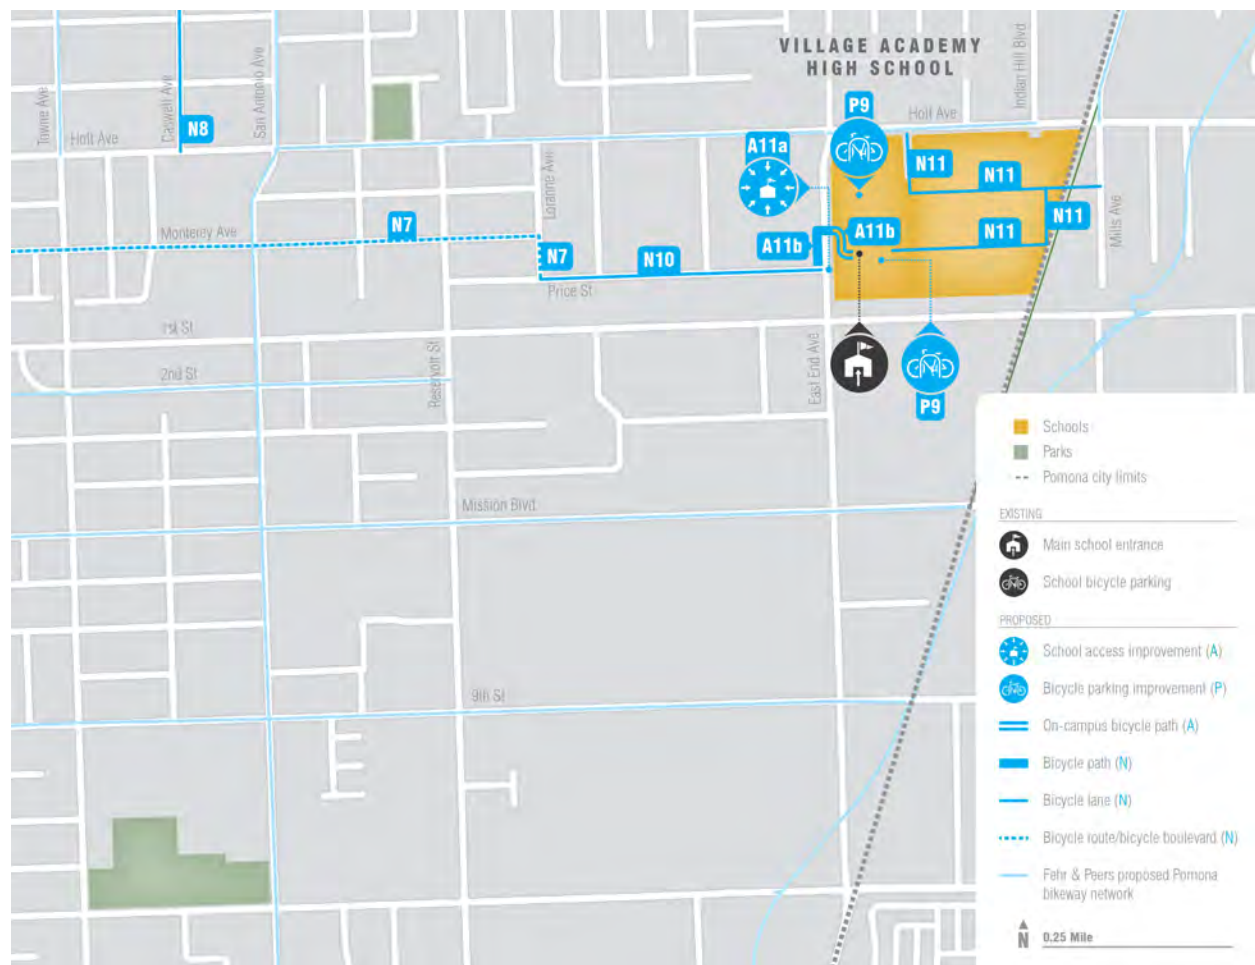 VILLAGE ACADEMY
HIGH SCHOOL
Towne Ave
Caswell Ave
San Antonio Ave
Indian Hill Blvd
N8
Holt Ave
P9
Holt Ave
A11a
Loranne Ave
N11
N11
N11
Mills Ave
Monterey Ave
N7
N7
N10
A11b
A11b
N11
Price St
1st St
2nd St
Reservoir St
East End Ave
P9
Mission Blvd
9th St
Schools
Parks
Pomona city limits
EXISTING
Main school entrance
School bicycle parking
PROPOSED
School access improvement (A)
Bicycle parking improvement (P)
On-campus bicycle path (A)
Bicycle path (N)
Bicycle lane (N)
Bicycle route/bicycle boulevard (N)
Fehr & Peers proposed Pomona
bikeway network
N
0.25 Mile